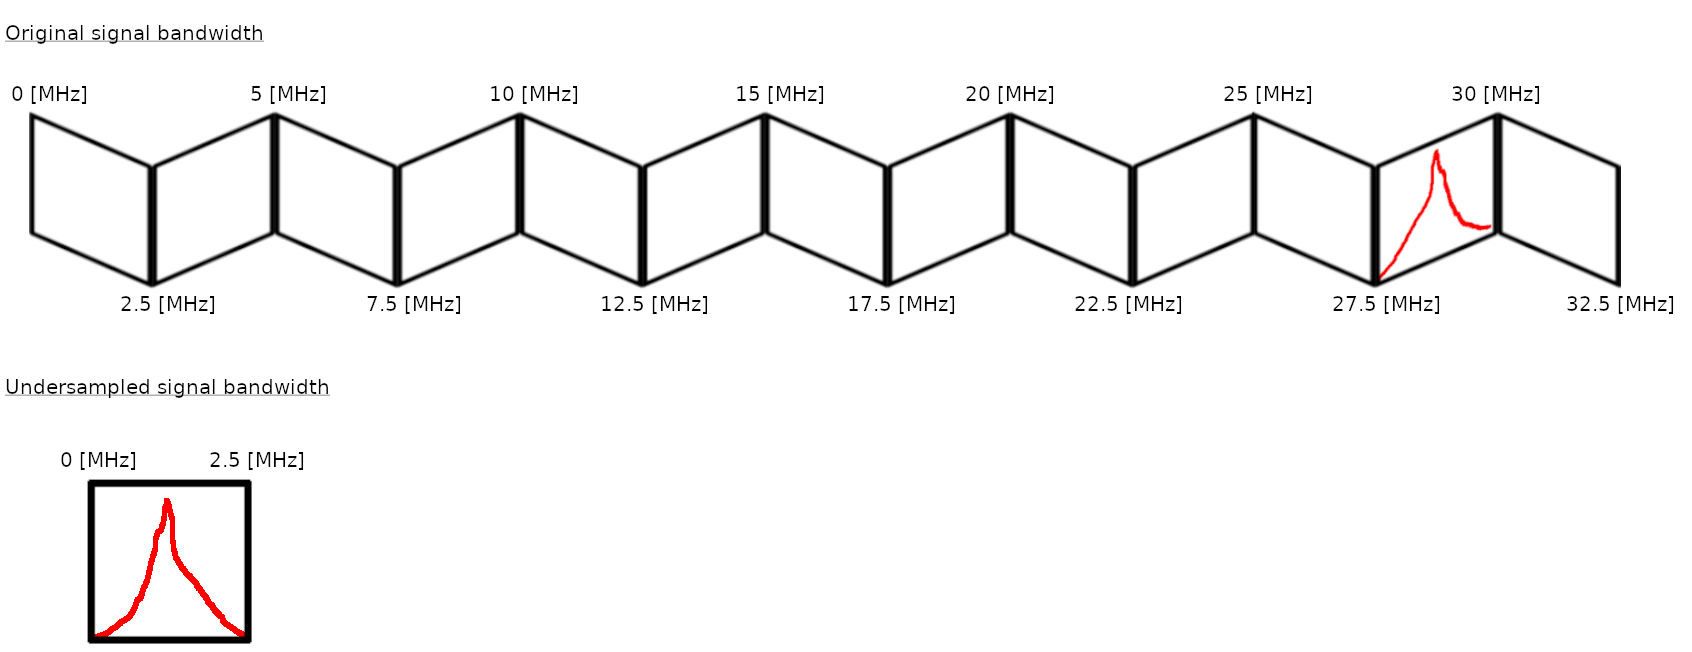 Original signal bandwidth
0 [MHz] 5 [MHz] 10 [MHz] 15 [MHz] 20 [MHz] 25 [MHz] 30 [MHz]
2.5 [MHz] 7.5 [MHz] 12.5 [MHz] 17.5 [MHz] 22.5 [MHz] 27.5 [MHz] 32.5 [MHz]
Undersampled signal bandwidth
0 [MHz] 2.5 [MHz]